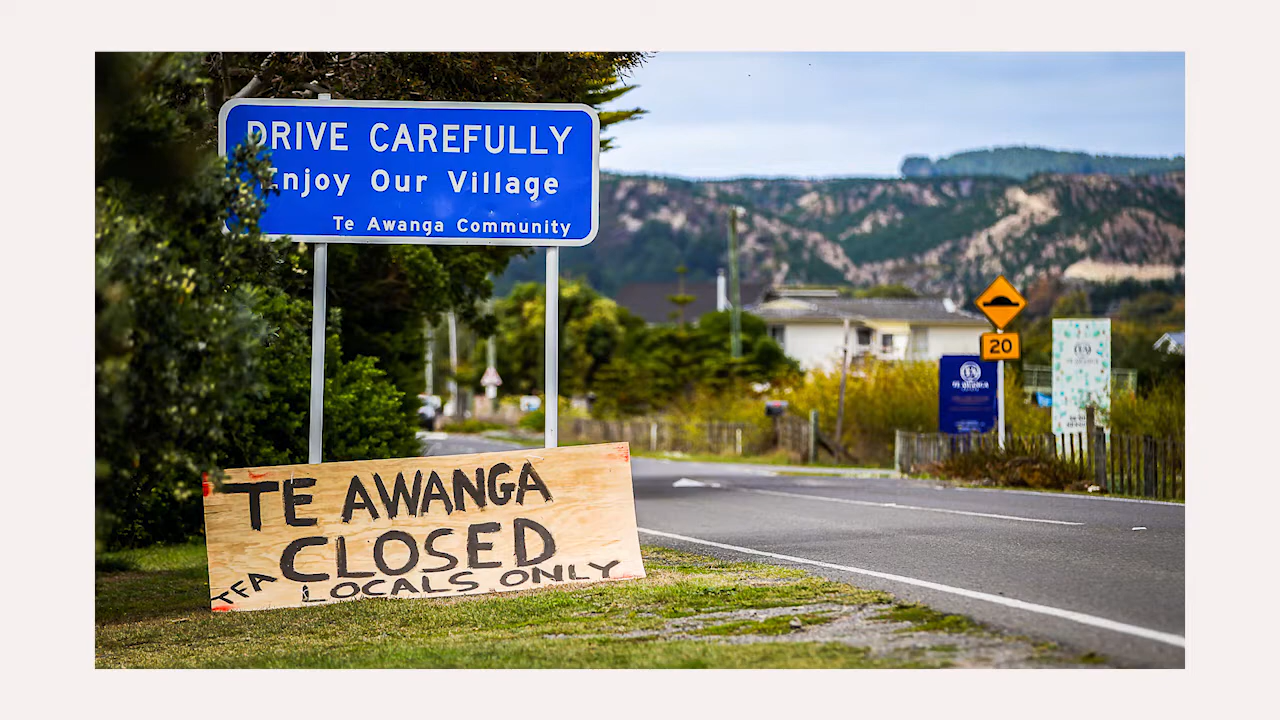 DRIVE CAREFULLY
Enjoy Our Village
Te Awanga Community
20
TE AWANGA
CLOSED
TFA LOCALS ONLY